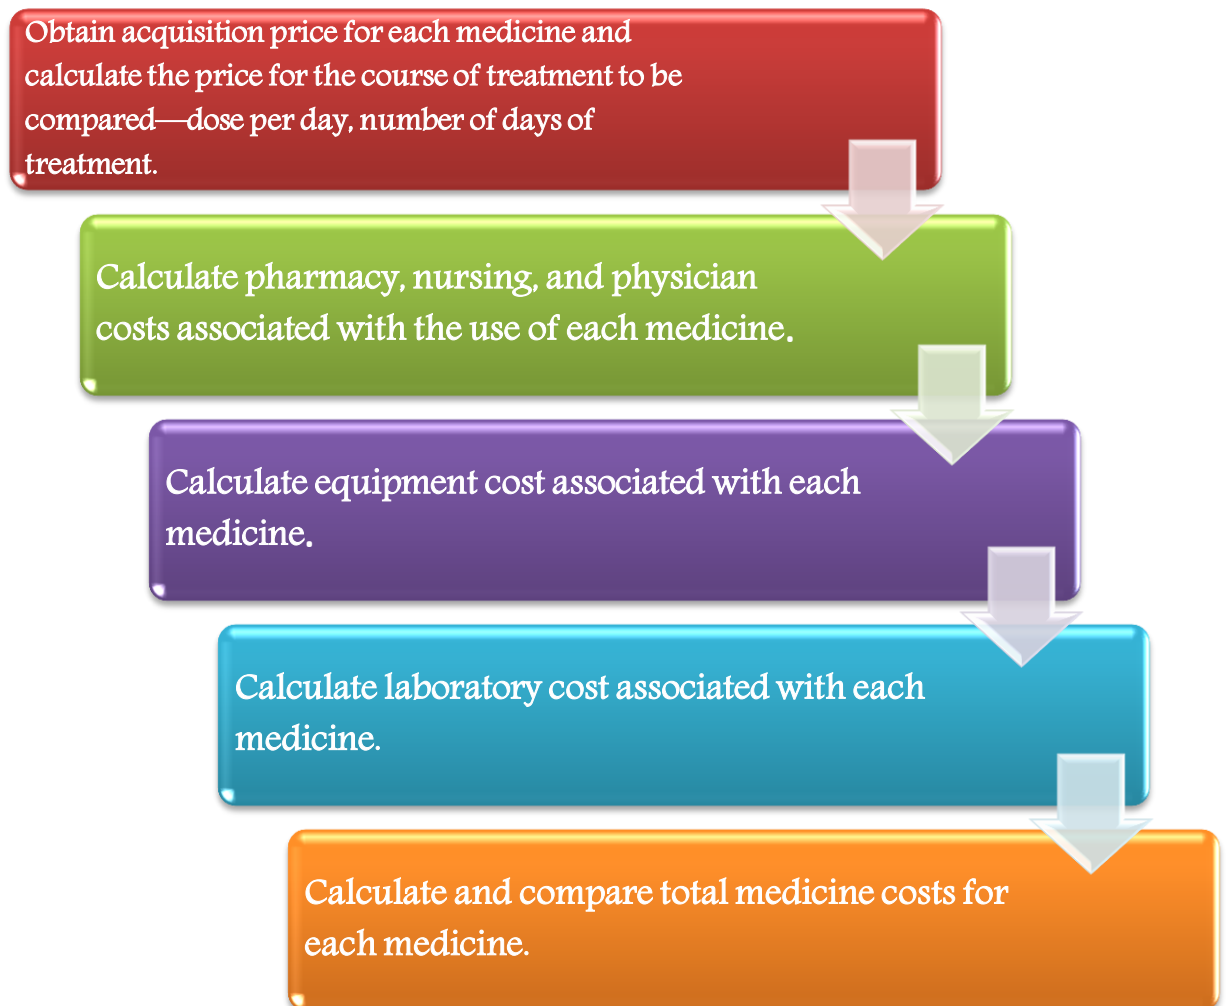 Obtain acquisition price for each medicine and
calculate the price for the course of treatment to be
compared—dose per day, number of days of
treatment.
Calculate pharmacy, nursing, and physician
costs associated with the use of each medicine.
Calculate equipment cost associated with each
medicine.
Calculate laboratory cost associated with each
medicine.
Calculate and compare total medicine costs for
each medicine.